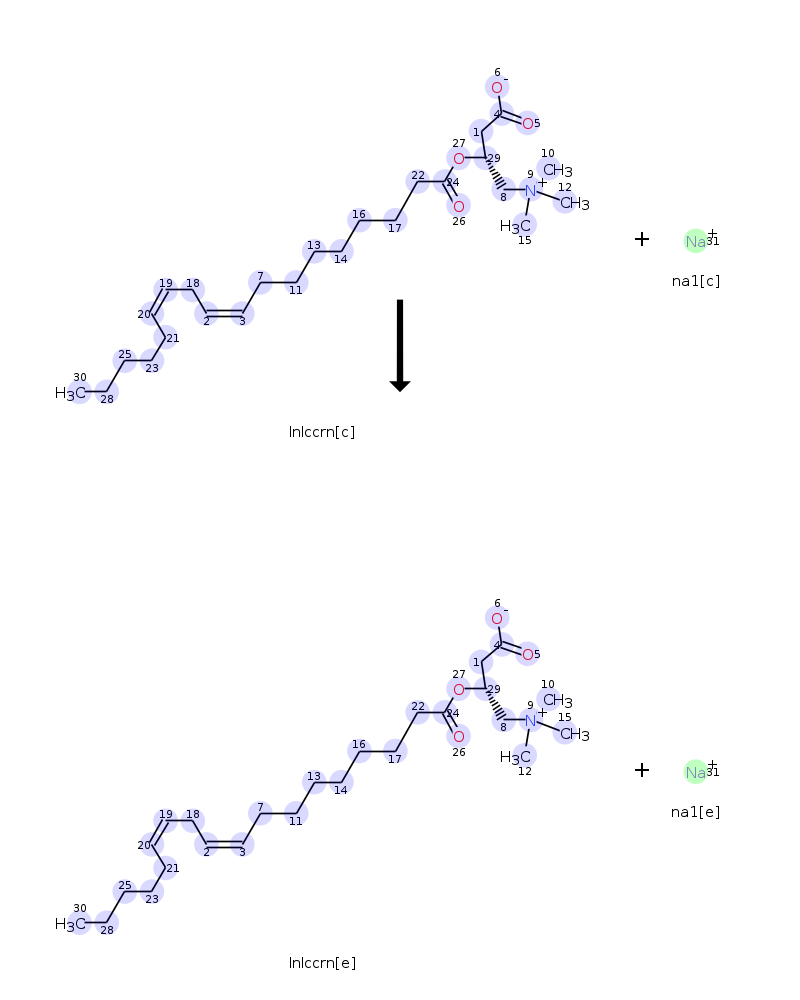 6
O -
4
O 5
1
27
O 29
10
9 CH3
N + 12
8 CH3
H3C
15
22 24
O
26
16
17
13
14
+ Na + 31
na1[c]
7
11
19 18
20 2 3
21
25
23
30
H3C
28
lnlccrn[c]
6
O -
4
O 5
1
27
O 29
10
9 CH3
N + 15
8 CH3
H3C
12
22 24
O
26
16
17
13
14
+ Na + 31
na1[e]
7
11
19 18
20 2 3
21
25
23
30
H3C
28
lnlccrn[e]